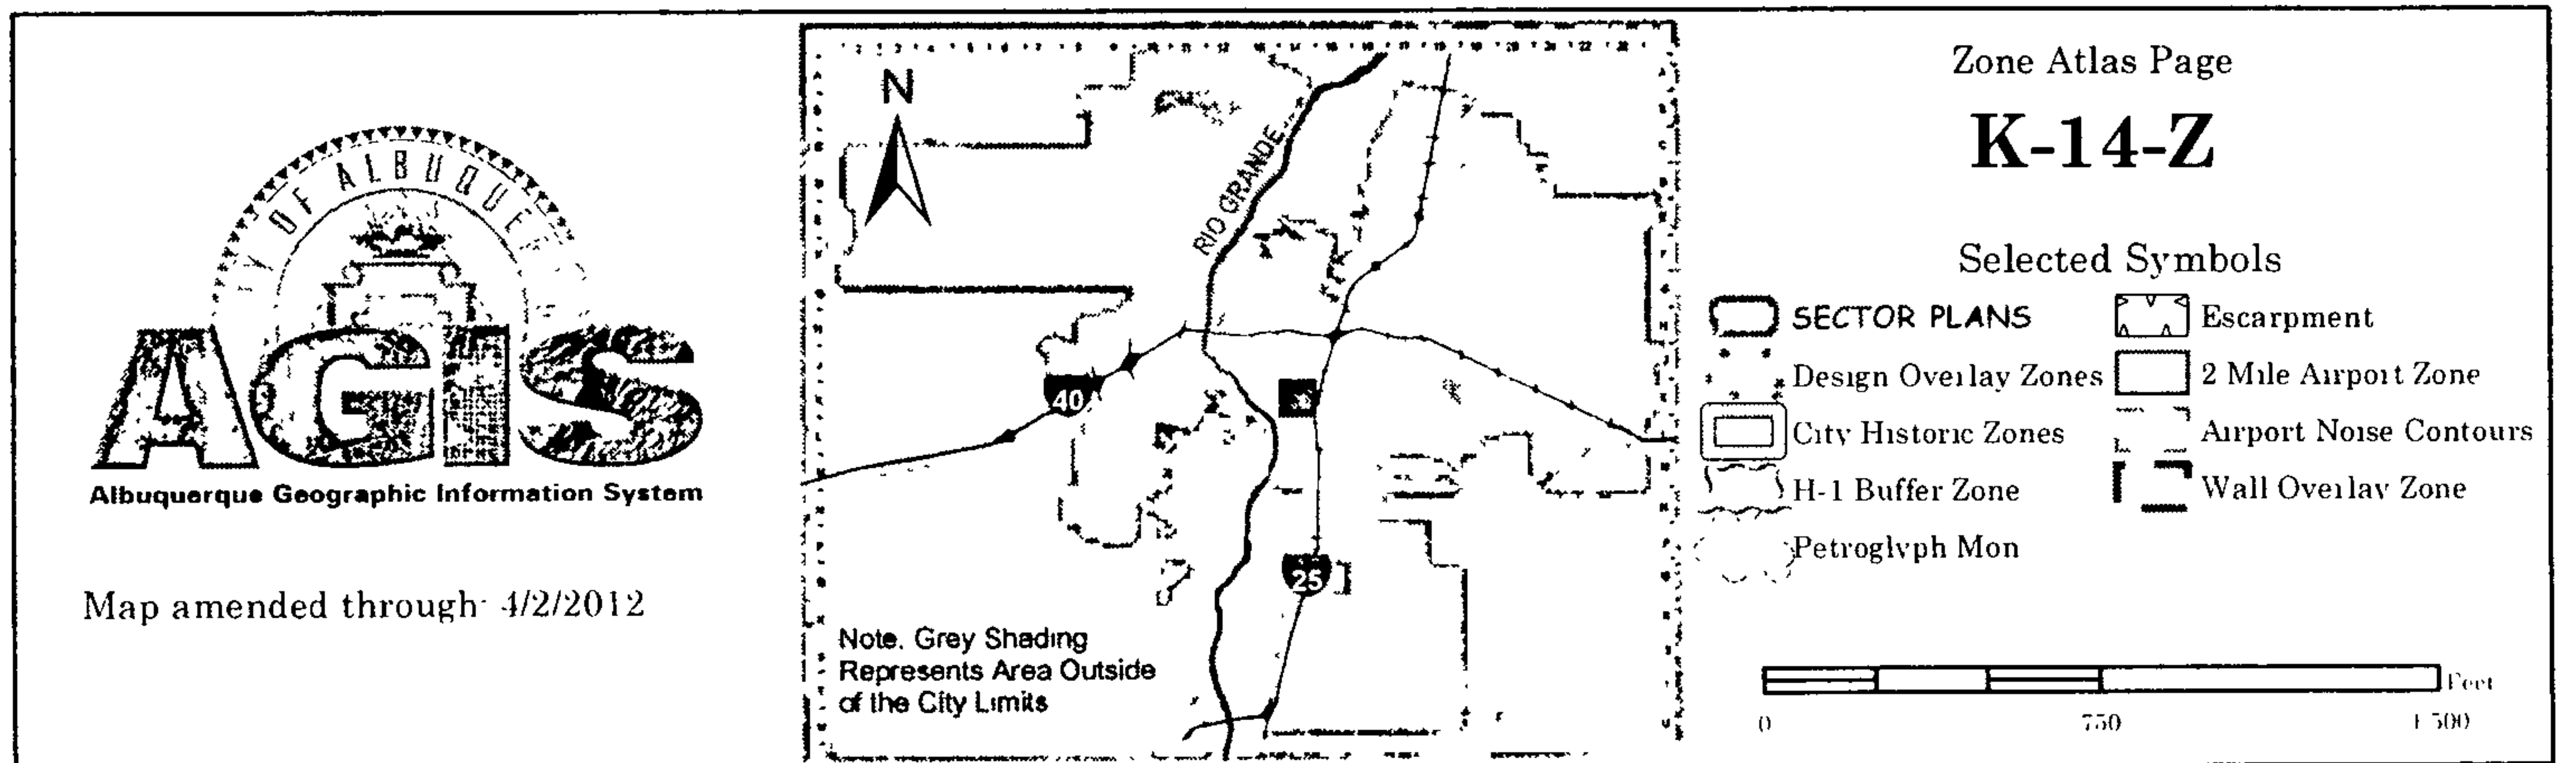 CITY OF ALBUQUERQUE
AGIS
Albuquerque Geographic Information System
Map amended through 4/2/2012
N
RIO GRANDE
40
25
Note. Grey Shading
Represents Area Outside
of the City Limits
Zone Atlas Page
K-14-Z
Selected Symbols
SECTOR PLANS
Escarpment
Design Overlay Zones
2 Mile Airport Zone
City Historic Zones
Airport Noise Contours
H-1 Buffer Zone
Wall Overlay Zone
Petroglyph Mon
Feet
0 750 1 500